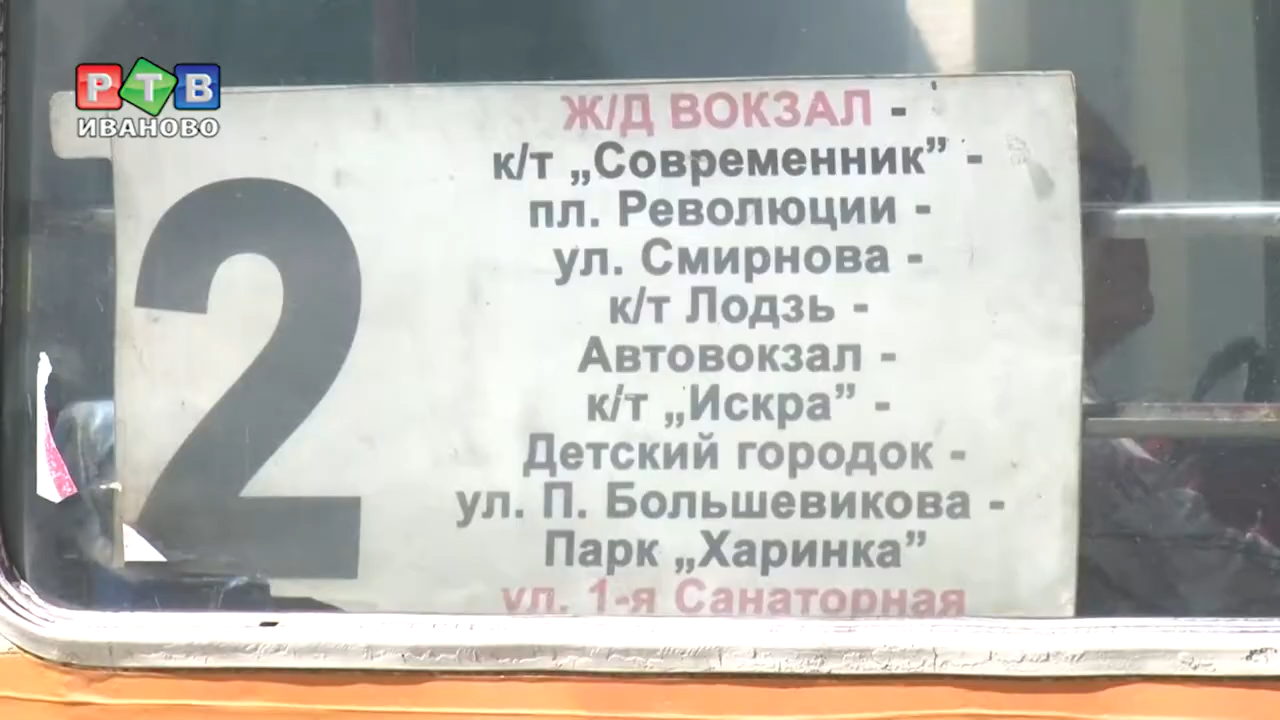 РТВ
ИВАНОВО
2
Ж/Д ВОКЗАЛ -
к/т „Современник” -
пл. Революции -
ул. Смирнова -
к/т Лодзь -
Автовокзал -
к/т „Искра” -
Детский городок -
ул. П. Большевикова -
Парк „Харинка”
ул. 1-я Санаторная